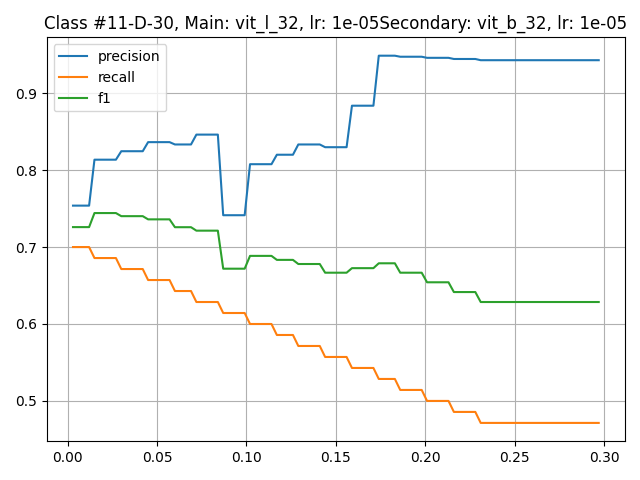 Class #11-D-30, Main: vit_l_32, lr: 1e-05Secondary: vit_b_32, lr: 1e-05
precision
recall
f1
0.9
0.8
0.7
0.6
0.5
0.00 0.05 0.10 0.15 0.20 0.25 0.30